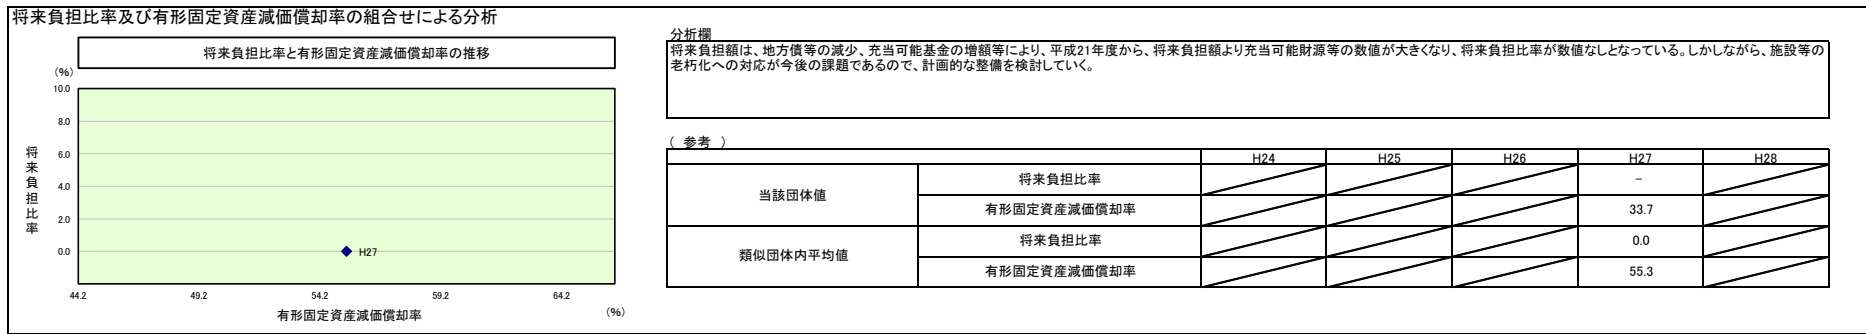 将来負担比率及び有形固定資産減価償却率の組合せによる分析
将来負担比率と有形固定資産減価償却率の推移
(%)
10.0
8.0
6.0
4.0
2.0
0.0
将来負担比率
H27
44.2 49.2 54.2 59.2 64.2
有形固定資産減価償却率 (%)
分析欄
将来負担額は、地方債等の減少、充当可能基金の増額等により、平成21年度から、将来負担額より充当可能財源等の数値が大きくなり、将来負担比率が数値なしとなっている。しかしながら、施設等の
老朽化への対応が今後の課題であるので、計画的な整備を検討していく。
( 参考 )
H24 H25 H26 H27 H28
当該団体値
将来負担比率 -
有形固定資産減価償却率 33.7
類似団体内平均値
将来負担比率 0.0
有形固定資産減価償却率 55.3